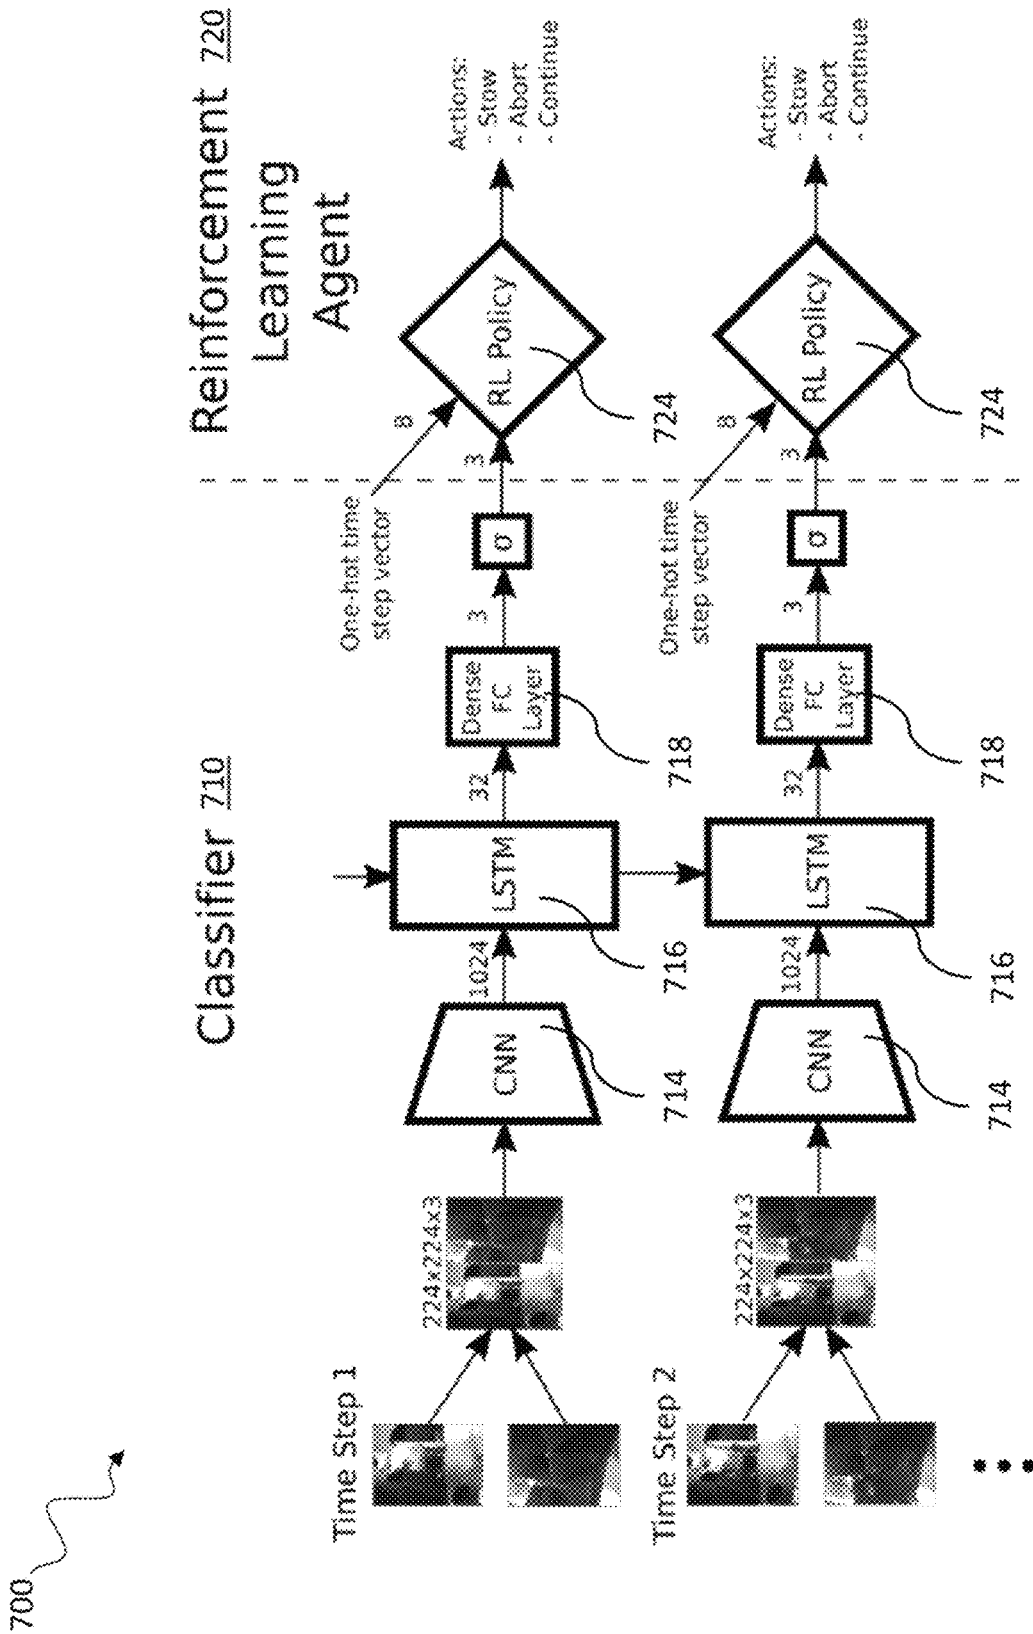 700
Classifier 710
Reinforcement 720
Learning
Agent
Time Step 1
224x224x3
CNN
714
1024
LSTM
716
32
Dense
FC
Layer
718
3
σ
One-hot time
step vector
3
8
RL Policy
724
Actions:
- Stow
- Abort
- Continue
Time Step 2
224x224x3
CNN
714
1024
LSTM
716
32
Dense
FC
Layer
718
3
σ
One-hot time
step vector
3
8
RL Policy
724
Actions:
- Stow
- Abort
- Continue